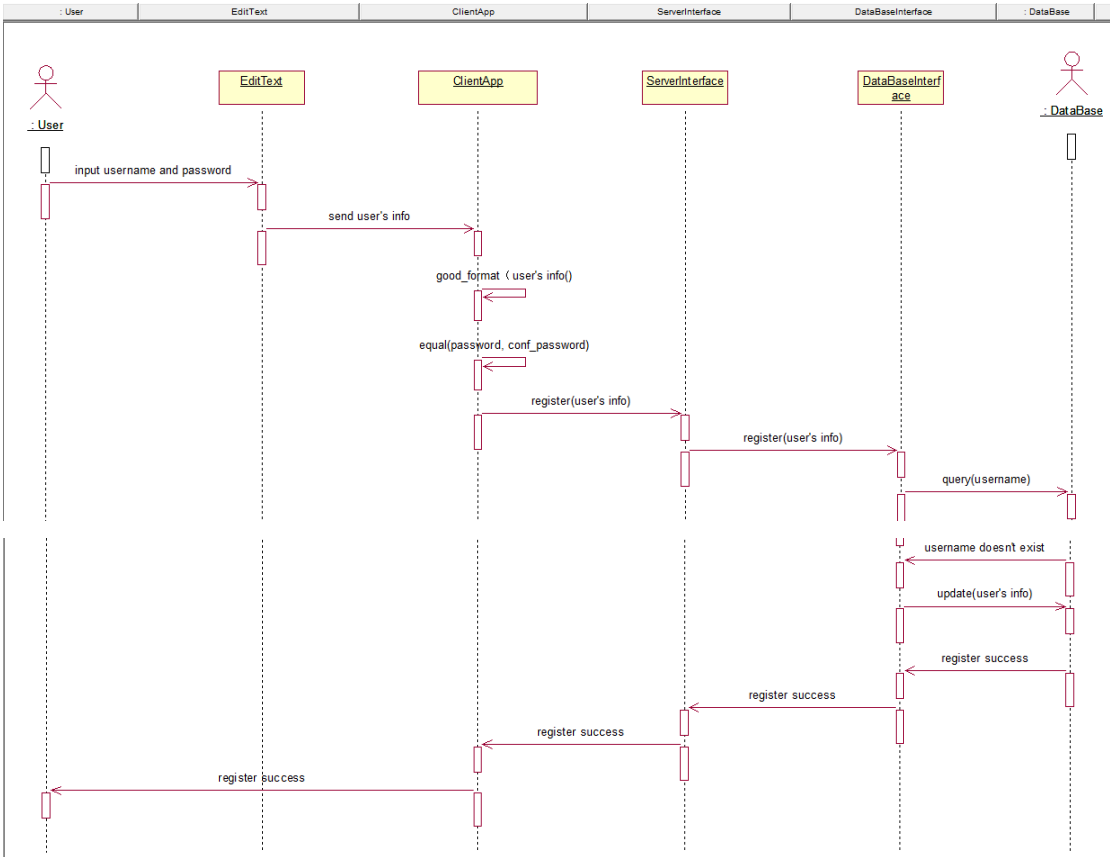 : User
EditText
ClientApp
ServerInterface
DataBaseInterface
: DataBase
EditText
ClientApp
ServerInterface
DataBaseInterf
ace
: User
: DataBase
input username and password
send user's info
good_format（user's info()
equal(password, conf_password)
register(user's info)
register(user's info)
query(username)
username doesn't exist
update(user's info)
register success
register success
register success
register success